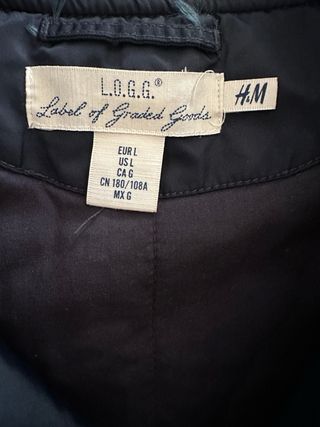 L.O.G.G.®
Label of Graded Goods
H&M
EUR L
US L
CA G
CN 180/108A
MX G